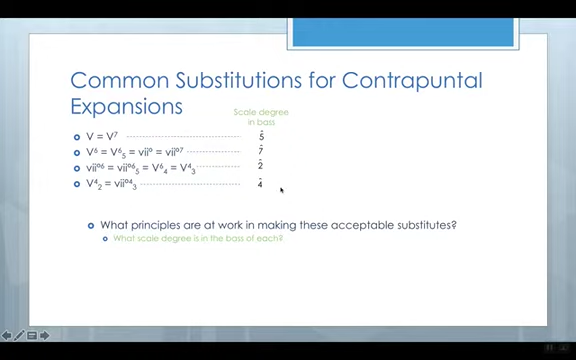 Common Substitutions for Contrapuntal
Expansions
Scale degree
in bass
V = V⁷ 5̂
V⁶ = V⁶₅ = vii° = vii°⁷ 7̂
vii°⁶ = vii°⁶₅ = V⁶₄ = V⁴₃ 2̂
V⁴₂ = vii°⁴₃ 4̂
What principles are at work in making these acceptable substitutes?
What scale degree is in the bass of each?